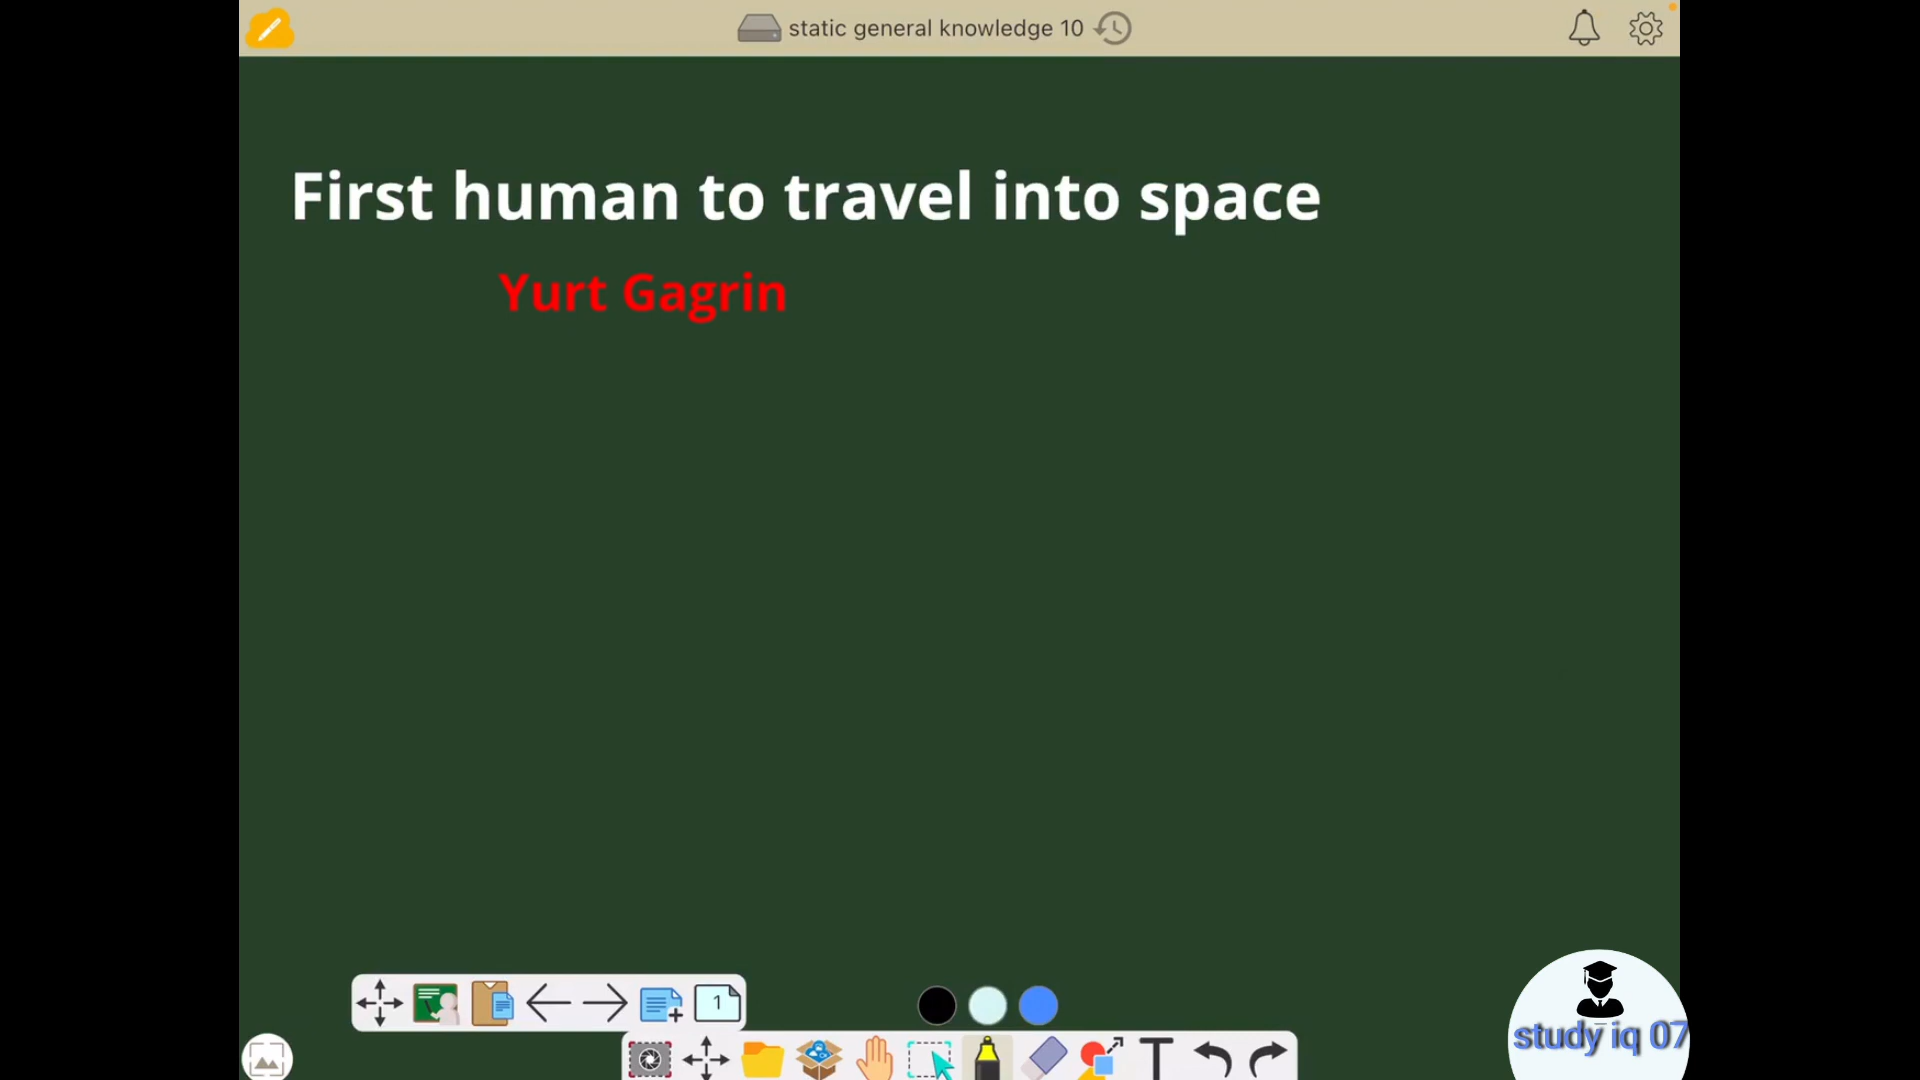 static general knowledge 10
First human to travel into space
Yurt Gagrin
1
study iq 07